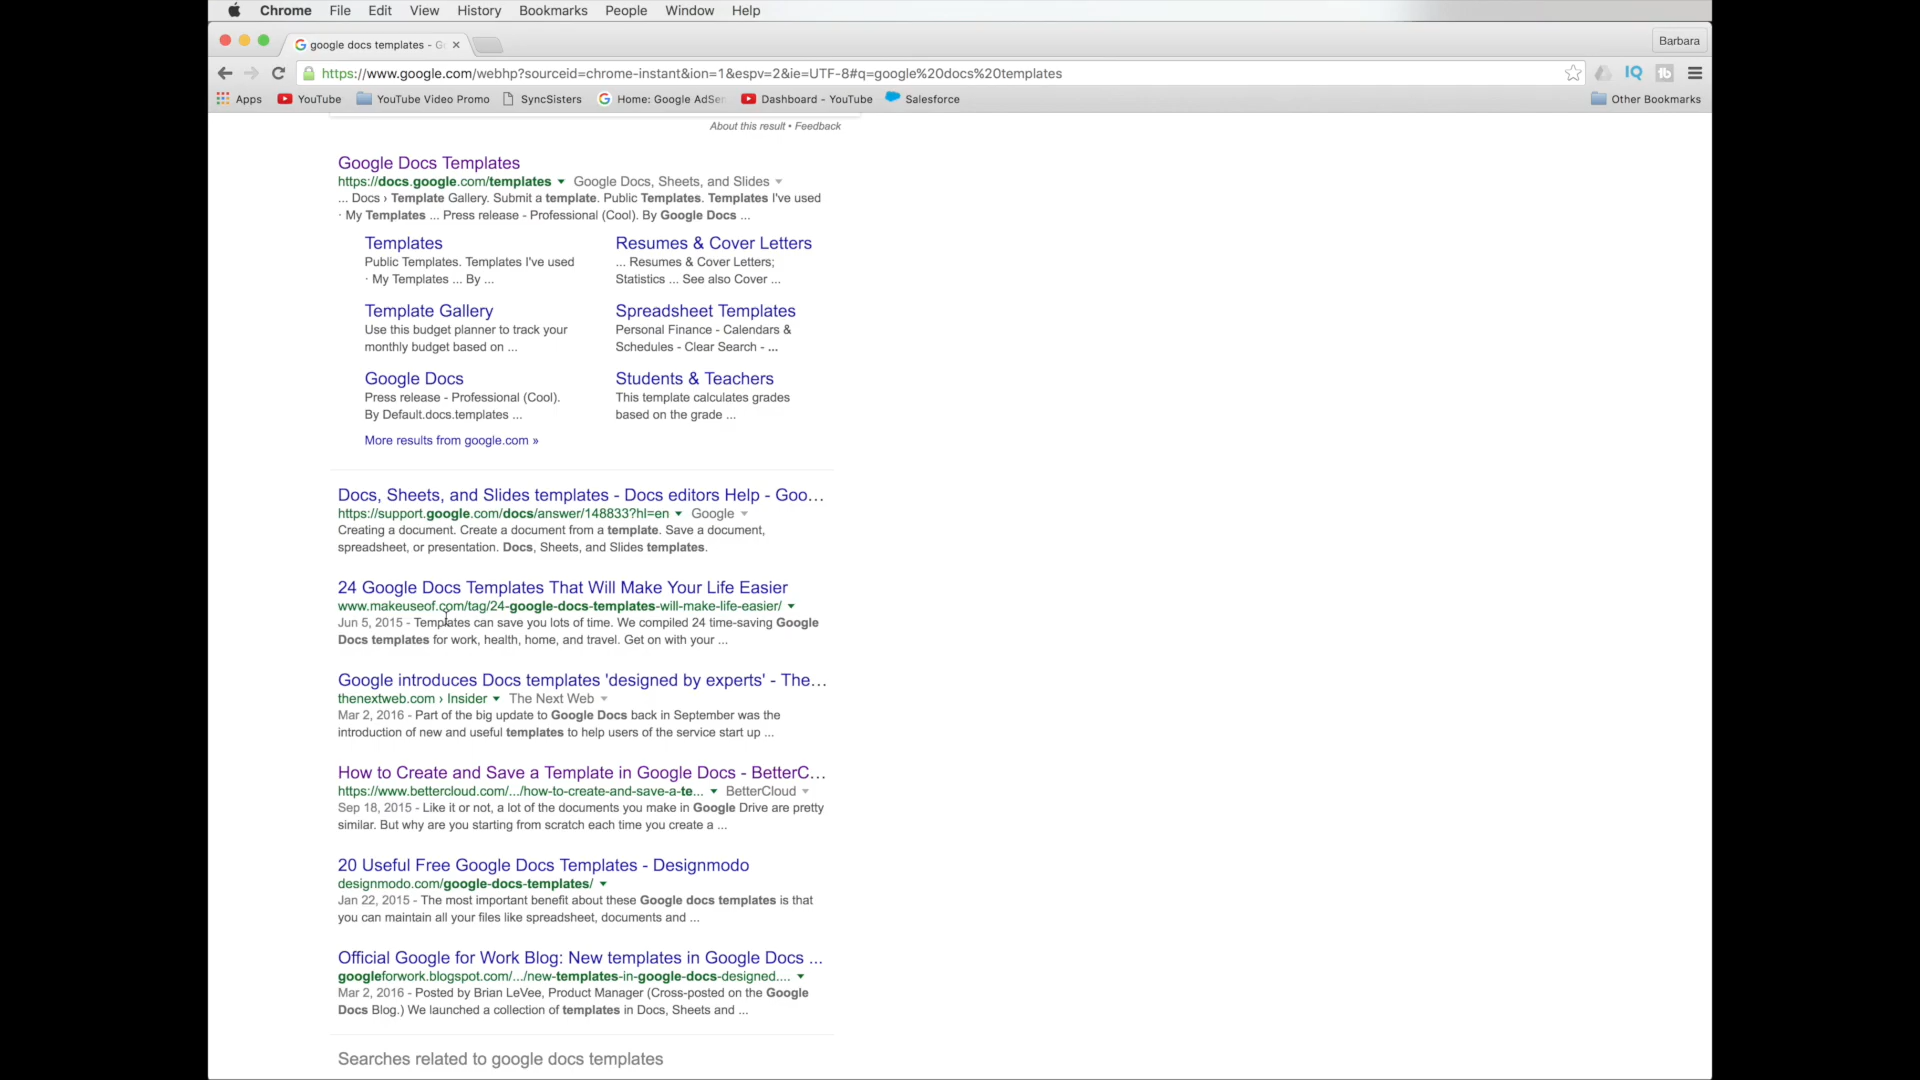 Chrome File Edit View History Bookmarks People Window Help
google docs templates - G
Barbara
https://www.google.com/webhp?sourceid=chrome-instant&ion=1&espv=2&ie=UTF-8#q=google%20docs%20templates
Apps YouTube YouTube Video Promo SyncSisters Home: Google AdSen Dashboard - YouTube Salesforce Other Bookmarks
About this result • Feedback
Google Docs Templates
https://docs.google.com/templates Google Docs, Sheets, and Slides
... Docs › Template Gallery. Submit a template. Public Templates. Templates I've used
· My Templates ... Press release - Professional (Cool). By Google Docs ...
Templates
Public Templates. Templates I've used
· My Templates ... By ...
Resumes & Cover Letters
... Resumes & Cover Letters;
Statistics ... See also Cover ...
Template Gallery
Use this budget planner to track your
monthly budget based on ...
Spreadsheet Templates
Personal Finance - Calendars &
Schedules - Clear Search - ...
Google Docs
Press release - Professional (Cool).
By Default.docs.templates ...
Students & Teachers
This template calculates grades
based on the grade ...
More results from google.com »
Docs, Sheets, and Slides templates - Docs editors Help - Goo...
https://support.google.com/docs/answer/148833?hl=en Google
Creating a document. Create a document from a template. Save a document,
spreadsheet, or presentation. Docs, Sheets, and Slides templates.
24 Google Docs Templates That Will Make Your Life Easier
www.makeuseof.com/tag/24-google-docs-templates-will-make-life-easier/
Jun 5, 2015 - Templates can save you lots of time. We compiled 24 time-saving Google
Docs templates for work, health, home, and travel. Get on with your ...
Google introduces Docs templates 'designed by experts' - The...
thenextweb.com › Insider The Next Web
Mar 2, 2016 - Part of the big update to Google Docs back in September was the
introduction of new and useful templates to help users of the service start up ...
How to Create and Save a Template in Google Docs - BetterC...
https://www.bettercloud.com/.../how-to-create-and-save-a-te... BetterCloud
Sep 18, 2015 - Like it or not, a lot of the documents you make in Google Drive are pretty
similar. But why are you starting from scratch each time you create a ...
20 Useful Free Google Docs Templates - Designmodo
designmodo.com/google-docs-templates/
Jan 22, 2015 - The most important benefit about these Google docs templates is that
you can maintain all your files like spreadsheet, documents and ...
Official Google for Work Blog: New templates in Google Docs ...
googleforwork.blogspot.com/.../new-templates-in-google-docs-designed....
Mar 2, 2016 - Posted by Brian LeVee, Product Manager (Cross-posted on the Google
Docs Blog.) We launched a collection of templates in Docs, Sheets and ...
Searches related to google docs templates